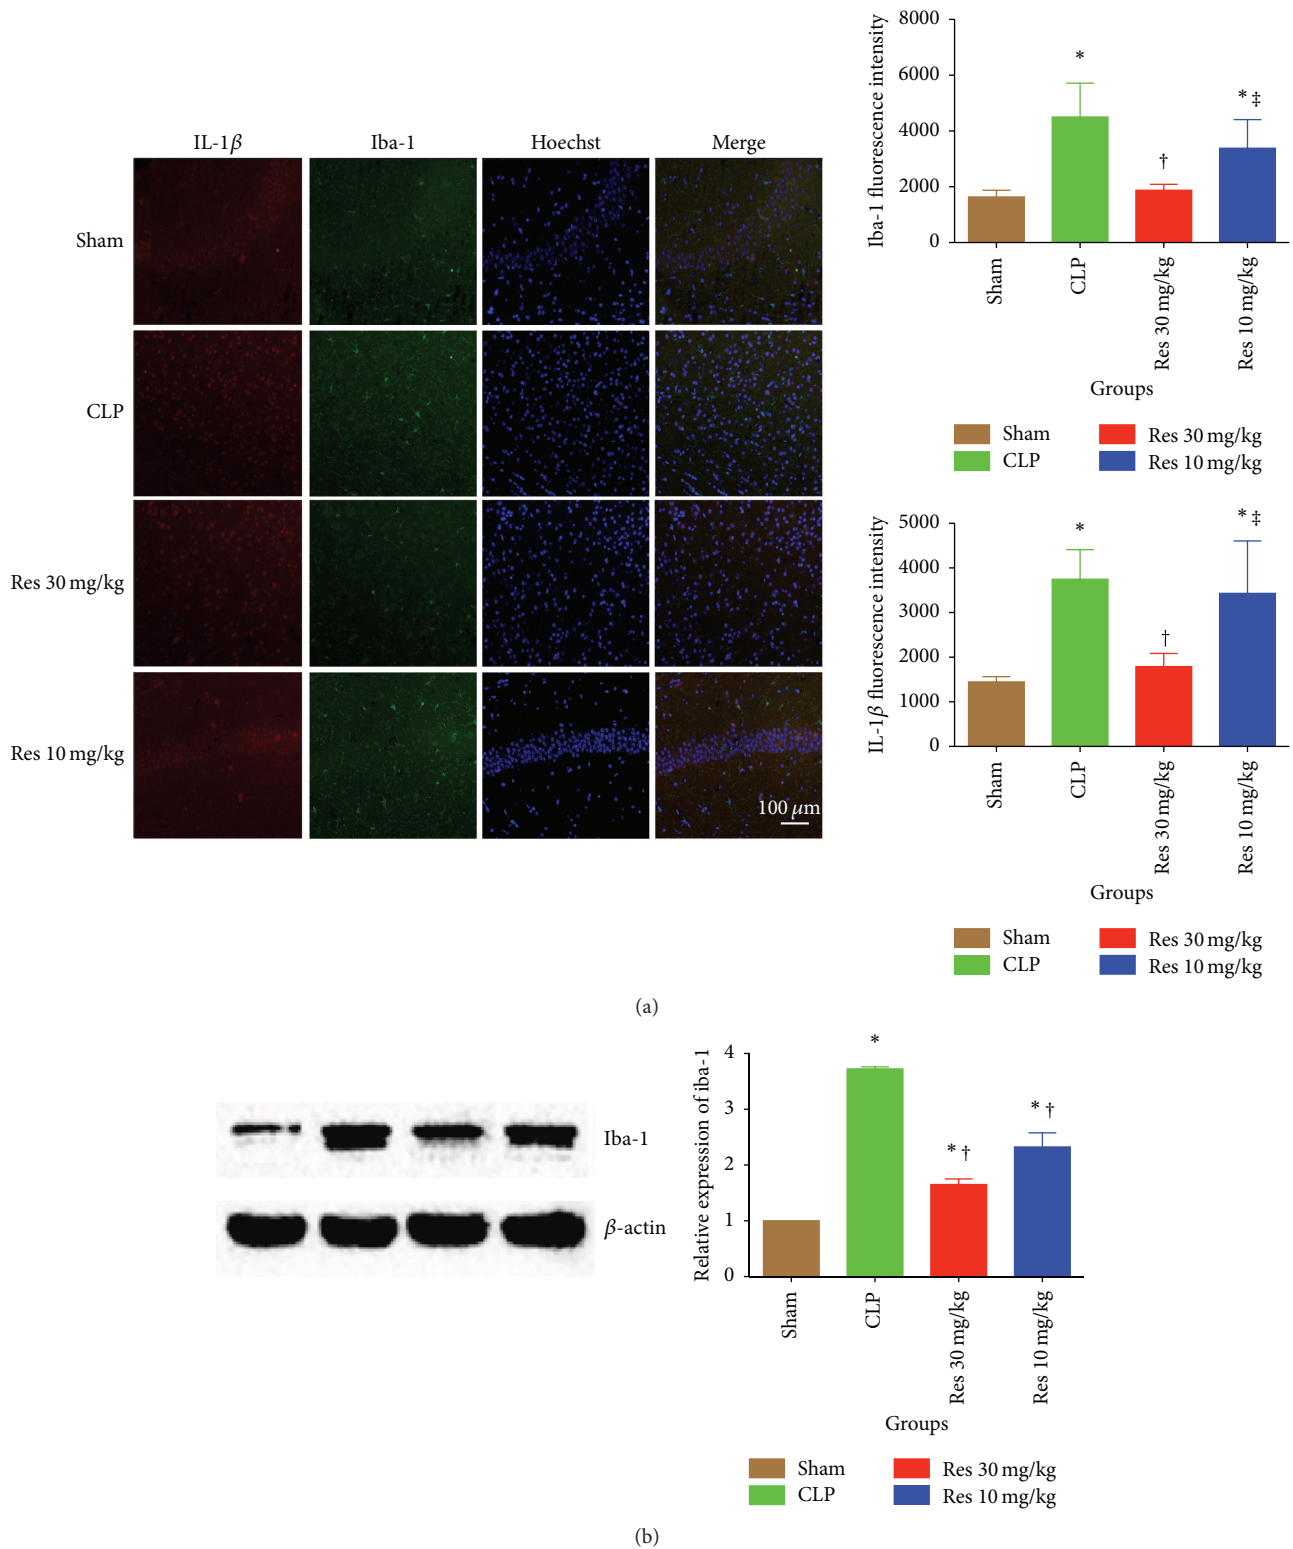 IL-1β Iba-1 Hoechst Merge
Sham
CLP
Res 30 mg/kg
Res 10 mg/kg
100 μm
Iba-1 fluorescence intensity
8000
6000
4000
2000
0
*
†
* ‡
Sham
CLP
Res 30 mg/kg
Res 10 mg/kg
Groups
Sham Res 30 mg/kg
CLP Res 10 mg/kg
IL-1β fluorescence intensity
5000
4000
3000
2000
1000
0
*
†
* ‡
Sham
CLP
Res 30 mg/kg
Res 10 mg/kg
Groups
Sham Res 30 mg/kg
CLP Res 10 mg/kg
(a)
Iba-1
β-actin
Relative expression of iba-1
4
3
2
1
0
*
* †
* †
Sham
CLP
Res 30 mg/kg
Res 10 mg/kg
Groups
Sham Res 30 mg/kg
CLP Res 10 mg/kg
(b)